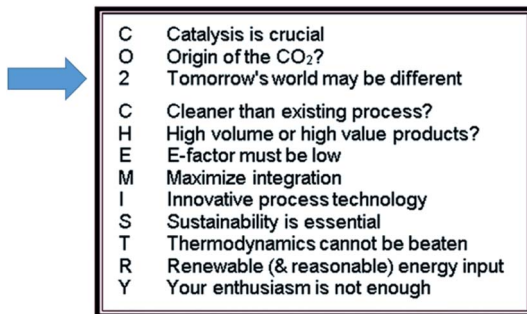 C Catalysis is crucial
O Origin of the CO₂?
2 Tomorrow's world may be different
C Cleaner than existing process?
H High volume or high value products?
E E-factor must be low
M Maximize integration
I Innovative process technology
S Sustainability is essential
T Thermodynamics cannot be beaten
R Renewable (& reasonable) energy input
Y Your enthusiasm is not enough